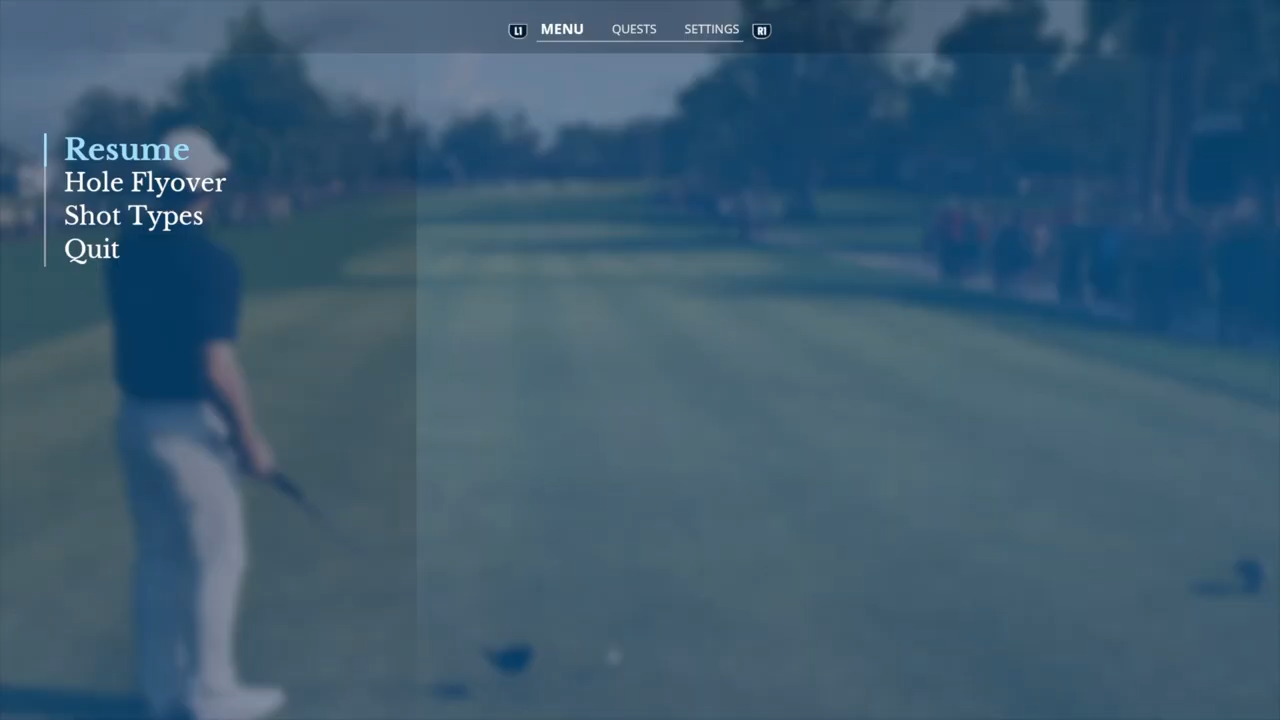 L1 MENU QUESTS SETTINGS R1
Resume
Hole Flyover
Shot Types
Quit